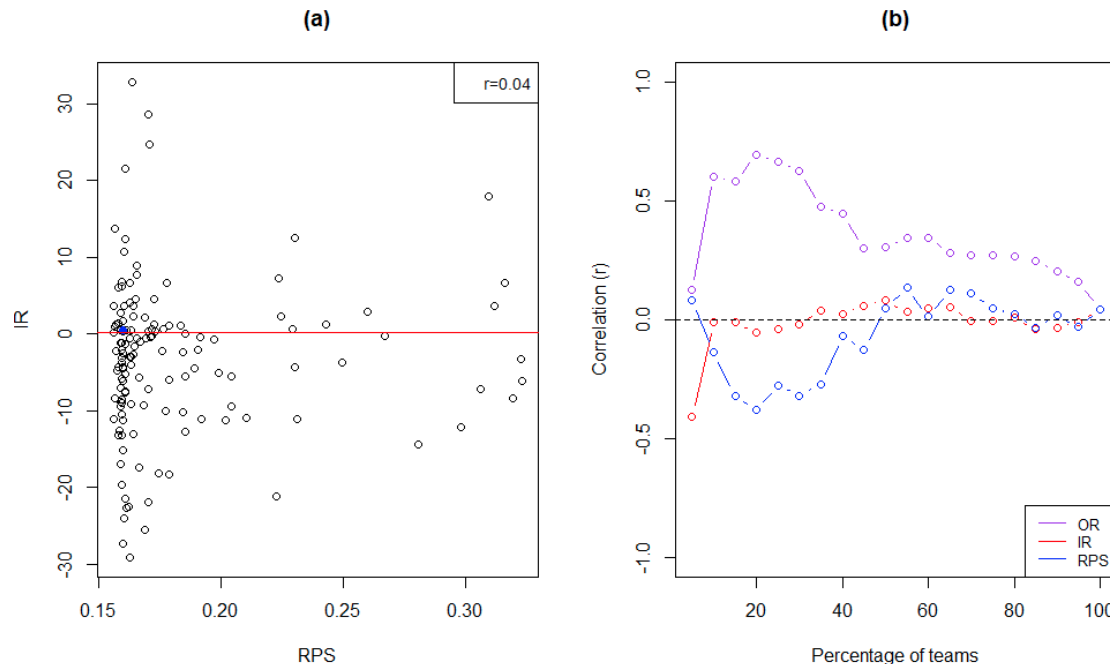 (a)
r=0.04
30
20
10
0
-10
-20
-30
IR
0.15 0.20 0.25 0.30
RPS
(b)
1.0
0.5
0.0
-0.5
-1.0
Correlation (r)
OR
IR
RPS
20 40 60 80 100
Percentage of teams